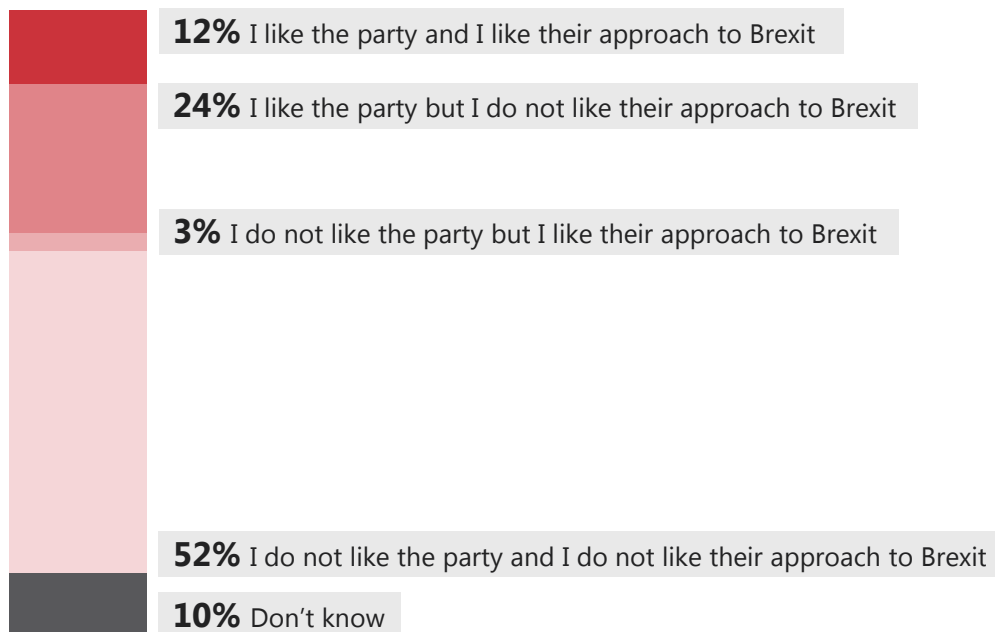 12% I like the party and I like their approach to Brexit
24% I like the party but I do not like their approach to Brexit
3% I do not like the party but I like their approach to Brexit
52% I do not like the party and I do not like their approach to Brexit
10% Don’t know